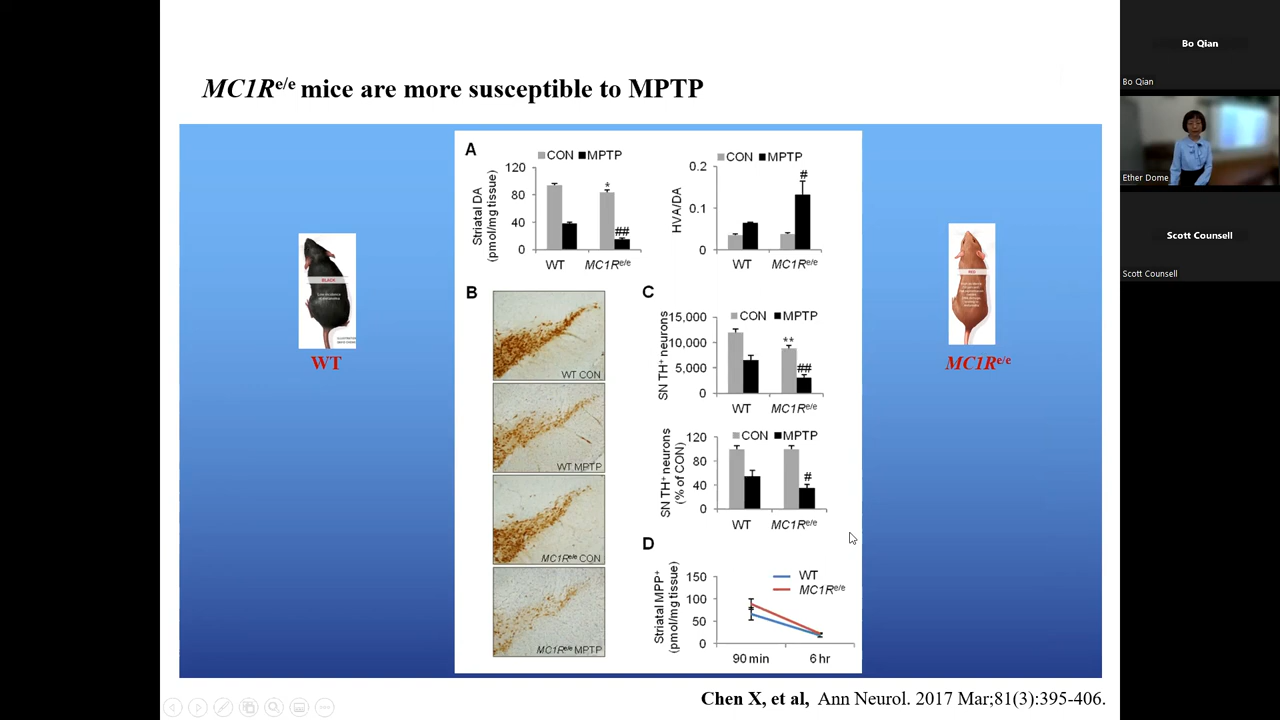 MC1R e/e mice are more susceptible to MPTP
A
CON MPTP
Striatal DA
(pmol/mg tissue)
120
80
40
0
*
##
WT MC1R e/e
CON MPTP
HVA/DA
0.2
0.1
0
#
WT MC1R e/e
B
WT CON
WT MPTP
MC1R e/e CON
MC1R e/e MPTP
C
CON MPTP
SN TH+ neurons
15,000
10,000
5,000
0
**
##
WT MC1R e/e
CON MPTP
SN TH+ neurons
(% of CON)
120
80
40
0
#
WT MC1R e/e
D
WT
MC1R e/e
Striatal MPP+
(pmol/mg tissue)
150
100
50
0
90 min 6 hr
BLACK
WT
RED
MC1R e/e
Chen X, et al, Ann Neurol. 2017 Mar;81(3):395-406.
Bo Qian
Bo Qian
Ether Dome
Scott Counsell
Scott Counsell